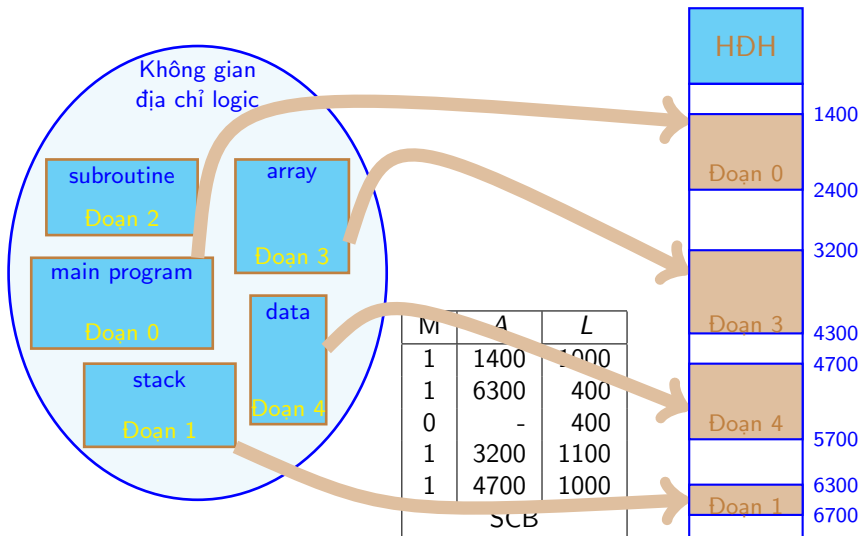 Không gian
địa chỉ logic
subroutine
Đoạn 2
array
Đoạn 3
main program
Đoạn 0
data
Đoạn 4
stack
Đoạn 1
M A L
1 1400 1000
1 6300 400
0 - 400
1 3200 1100
1 4700 1000
SCB
HĐH
1400
Đoạn 0
2400
3200
Đoạn 3
4300
4700
Đoạn 4
5700
6300
Đoạn 1
6700